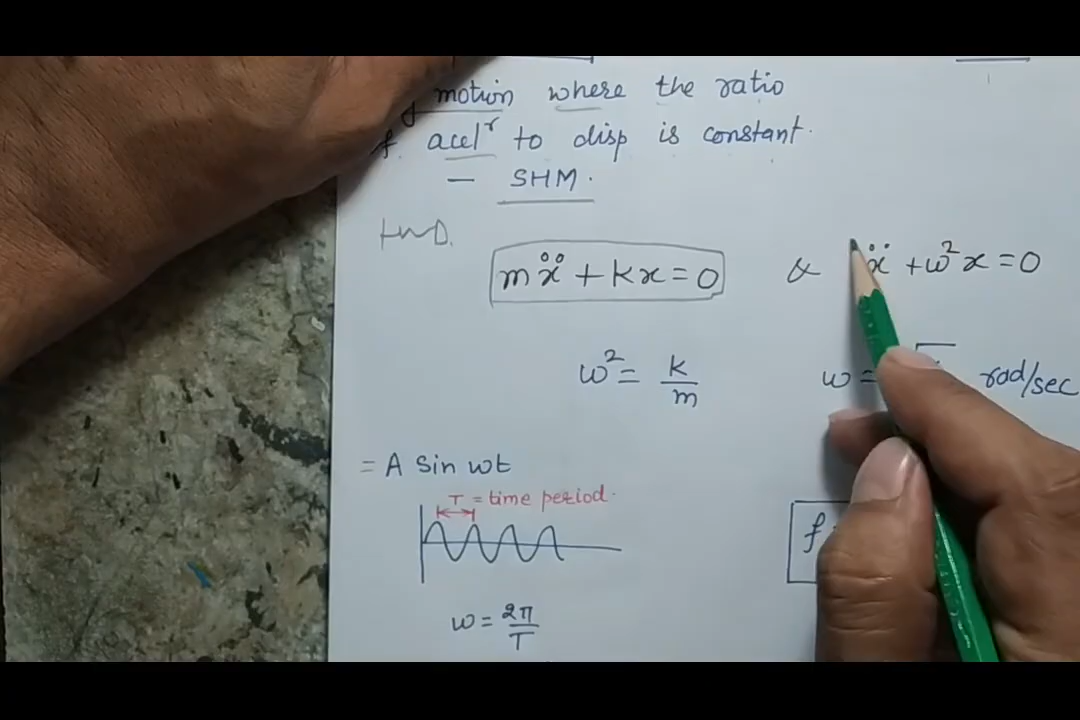 motion where the ratio
acelʳ to disp is constant.
— SHM.
mẍ + kx = 0 & ẍ + ω²x = 0
ω² = k/m ω = rad/sec
= A sin ωt
T = time period.
f
ω = 2π/T